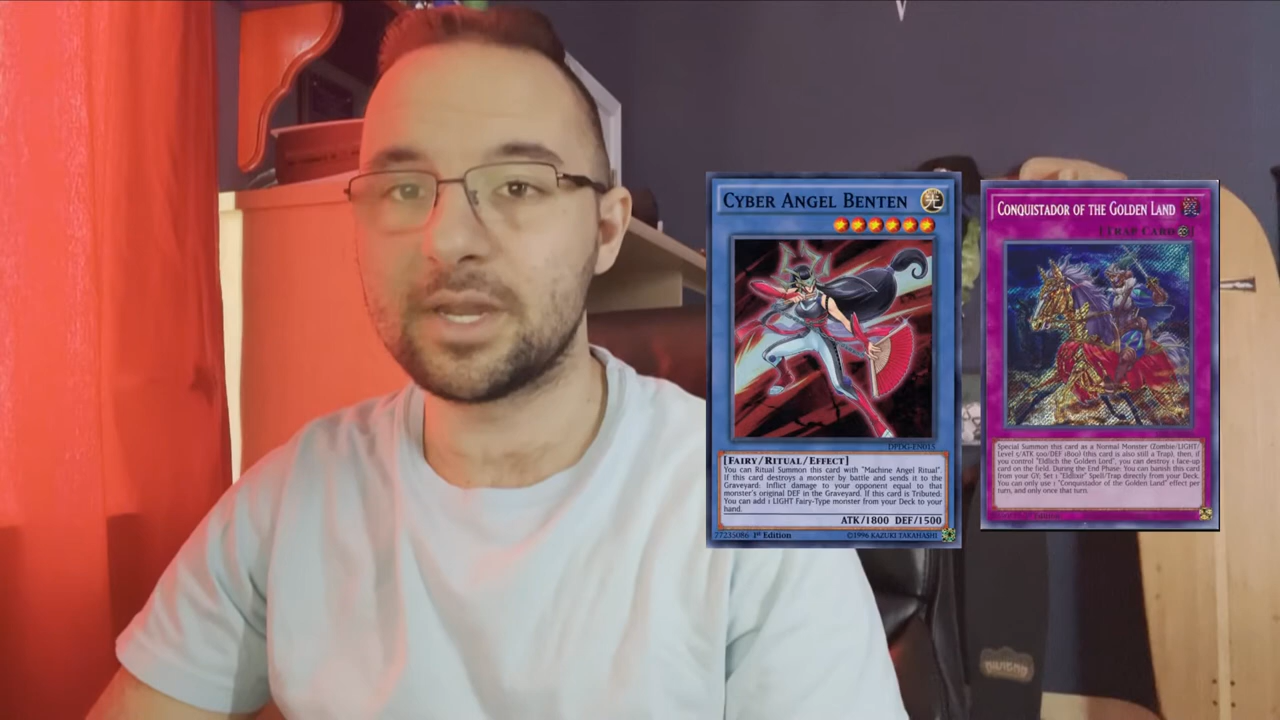 CYBER ANGEL BENTEN
光
DPDG-EN015
[FAIRY/RITUAL/EFFECT]
You can Ritual Summon this card with "Machine Angel Ritual".
If this card destroys a monster by battle and sends it to the
Graveyard: Inflict damage to your opponent equal to that
monster's original DEF in the Graveyard. If this card is Tributed:
You can add 1 LIGHT Fairy-Type monster from your Deck to your
hand.
ATK/1800 DEF/1500
77235086 1st Edition ©1996 KAZUKI TAKAHASHI
CONQUISTADOR OF THE GOLDEN LAND
[TRAP CARD]
Special Summon this card as a Normal Monster (Zombie/LIGHT/
Level 5/ATK 500/DEF 1800) (this card is also still a Trap), then, if
you control "Eldlich the Golden Lord", you can destroy 1 face-up
card on the field. During the End Phase: You can banish this card
from your GY; Set 1 "Eldlixir" Spell/Trap directly from your Deck.
You can only use 1 "Conquistador of the Golden Land" effect per
turn, and only once that turn.